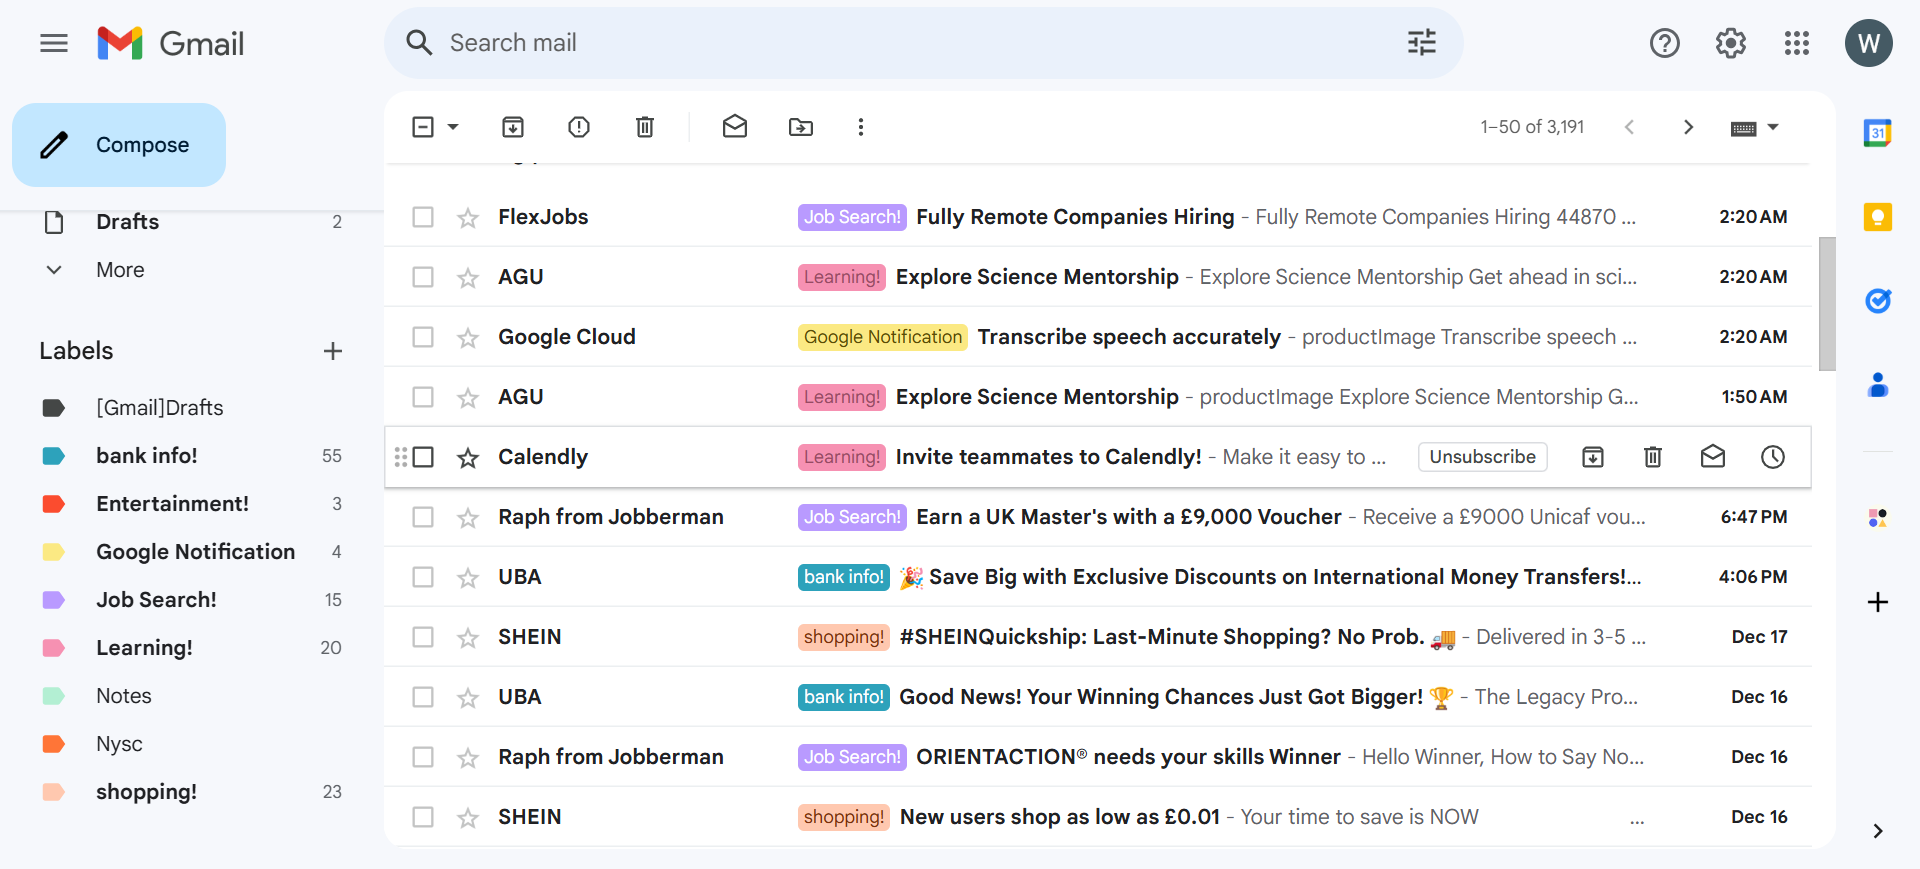 Gmail
Search mail
W
Compose
1–50 of 3,191
31
Drafts 2
More
Labels
[Gmail]Drafts
bank info! 55
Entertainment! 3
Google Notification 4
Job Search! 15
Learning! 20
Notes
Nysc
shopping! 23
FlexJobs Job Search! Fully Remote Companies Hiring - Fully Remote Companies Hiring 44870 ... 2:20 AM
AGU Learning! Explore Science Mentorship - Explore Science Mentorship Get ahead in sci... 2:20 AM
Google Cloud Google Notification Transcribe speech accurately - productImage Transcribe speech ... 2:20 AM
AGU Learning! Explore Science Mentorship - productImage Explore Science Mentorship G... 1:50 AM
Calendly Learning! Invite teammates to Calendly! - Make it easy to ... Unsubscribe
Raph from Jobberman Job Search! Earn a UK Master's with a £9,000 Voucher - Receive a £9000 Unicaf vou... 6:47 PM
UBA bank info! 🎉 Save Big with Exclusive Discounts on International Money Transfers!... 4:06 PM
SHEIN shopping! #SHEINQuickship: Last-Minute Shopping? No Prob. 🚚 - Delivered in 3-5 ... Dec 17
UBA bank info! Good News! Your Winning Chances Just Got Bigger! 🏆 - The Legacy Pro... Dec 16
Raph from Jobberman Job Search! ORIENTACTION® needs your skills Winner - Hello Winner, How to Say No... Dec 16
SHEIN shopping! New users shop as low as £0.01 - Your time to save is NOW ... Dec 16